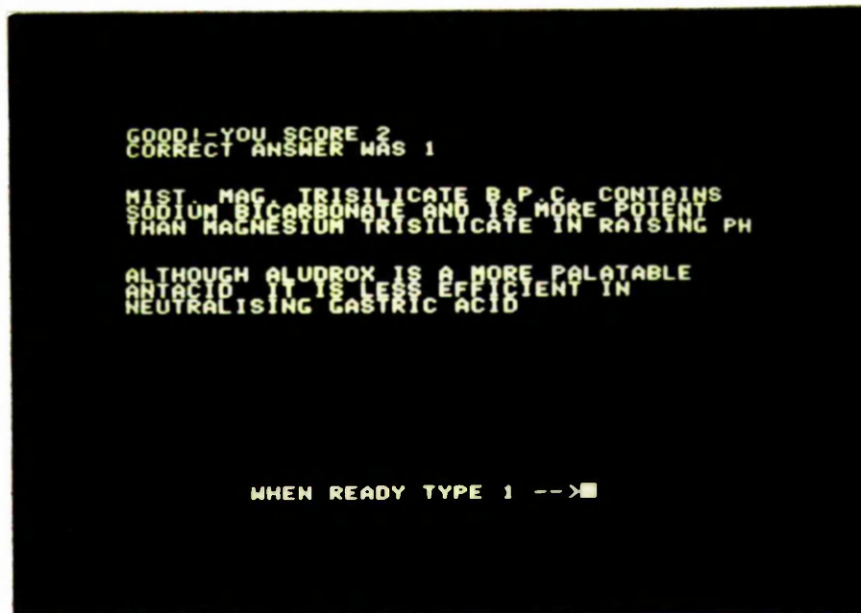 GOOD!-YOU SCORE 2
CORRECT ANSWER WAS 1
MIST. MAG. TRISILICATE B.P.C. CONTAINS
SODIUM BICARBONATE AND IS MORE POTENT
THAN MAGNESIUM TRISILICATE IN RAISING PH
ALTHOUGH ALUDROX IS A MORE PALATABLE
ANTACID IT IS LESS EFFICIENT IN
NEUTRALISING GASTRIC ACID
WHEN READY TYPE 1 -->